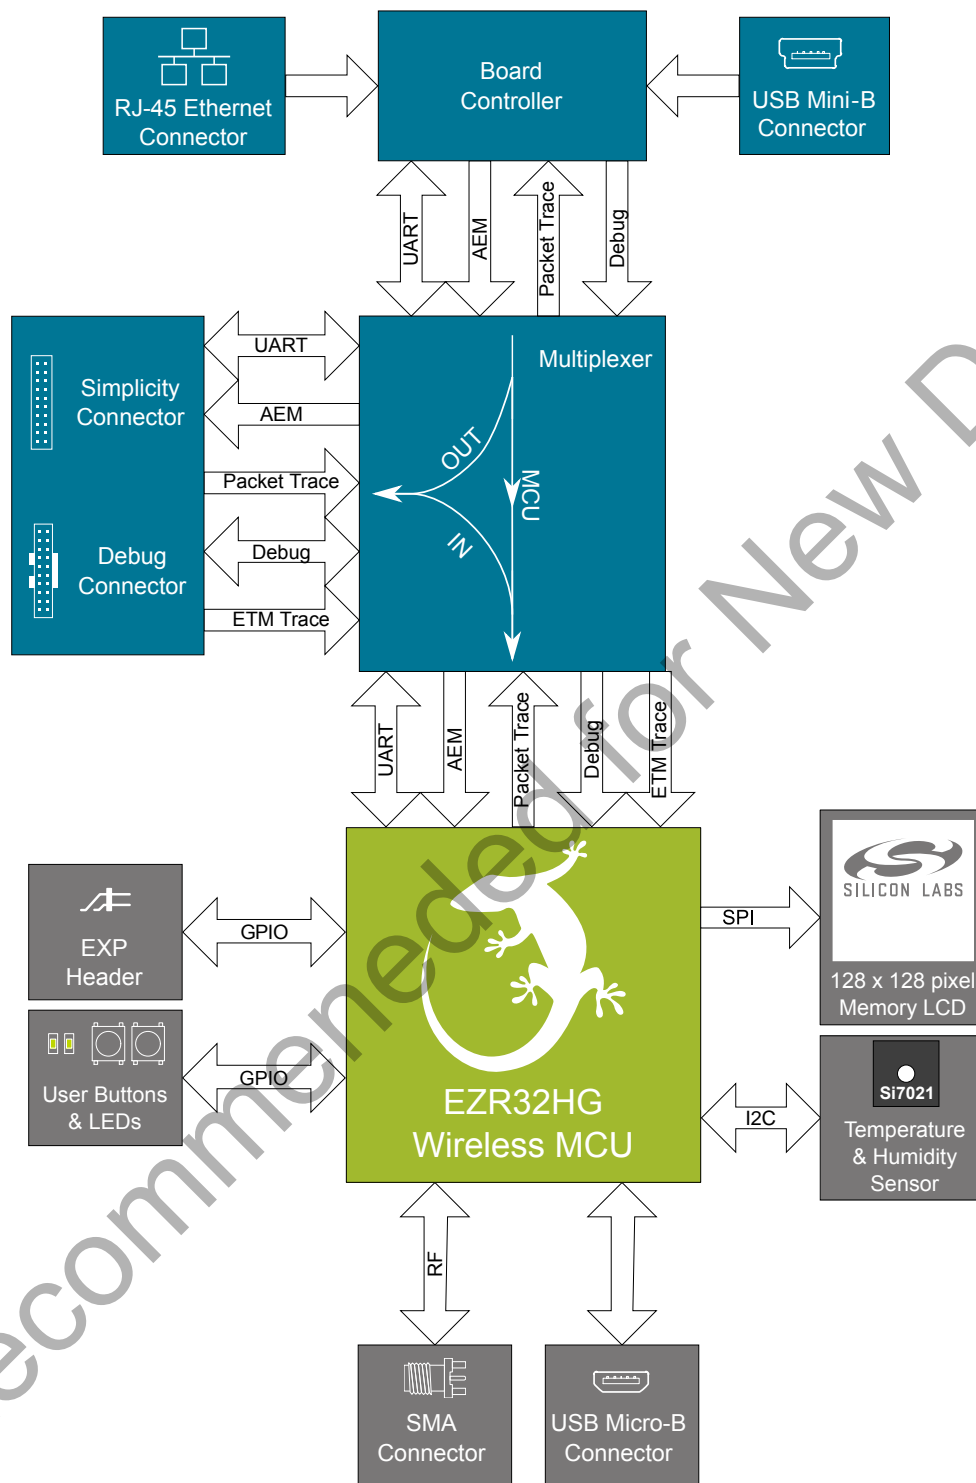 RJ-45 Ethernet
Connector
Board
Controller
USB Mini-B
Connector
UART
AEM
Packet Trace
Debug
Simplicity
Connector
Debug
Connector
UART
AEM
Packet Trace
Debug
ETM Trace
Multiplexer
OUT
MCU
IN
UART
AEM
Packet Trace
Debug
ETM Trace
EXP
Header
GPIO
User Buttons
& LEDs
GPIO
EZR32HG
Wireless MCU
SPI
SILICON LABS
128 x 128 pixel
Memory LCD
I2C
Si7021
Temperature
& Humidity
Sensor
RF
SMA
Connector
USB Micro-B
Connector
ecommeneded for New D